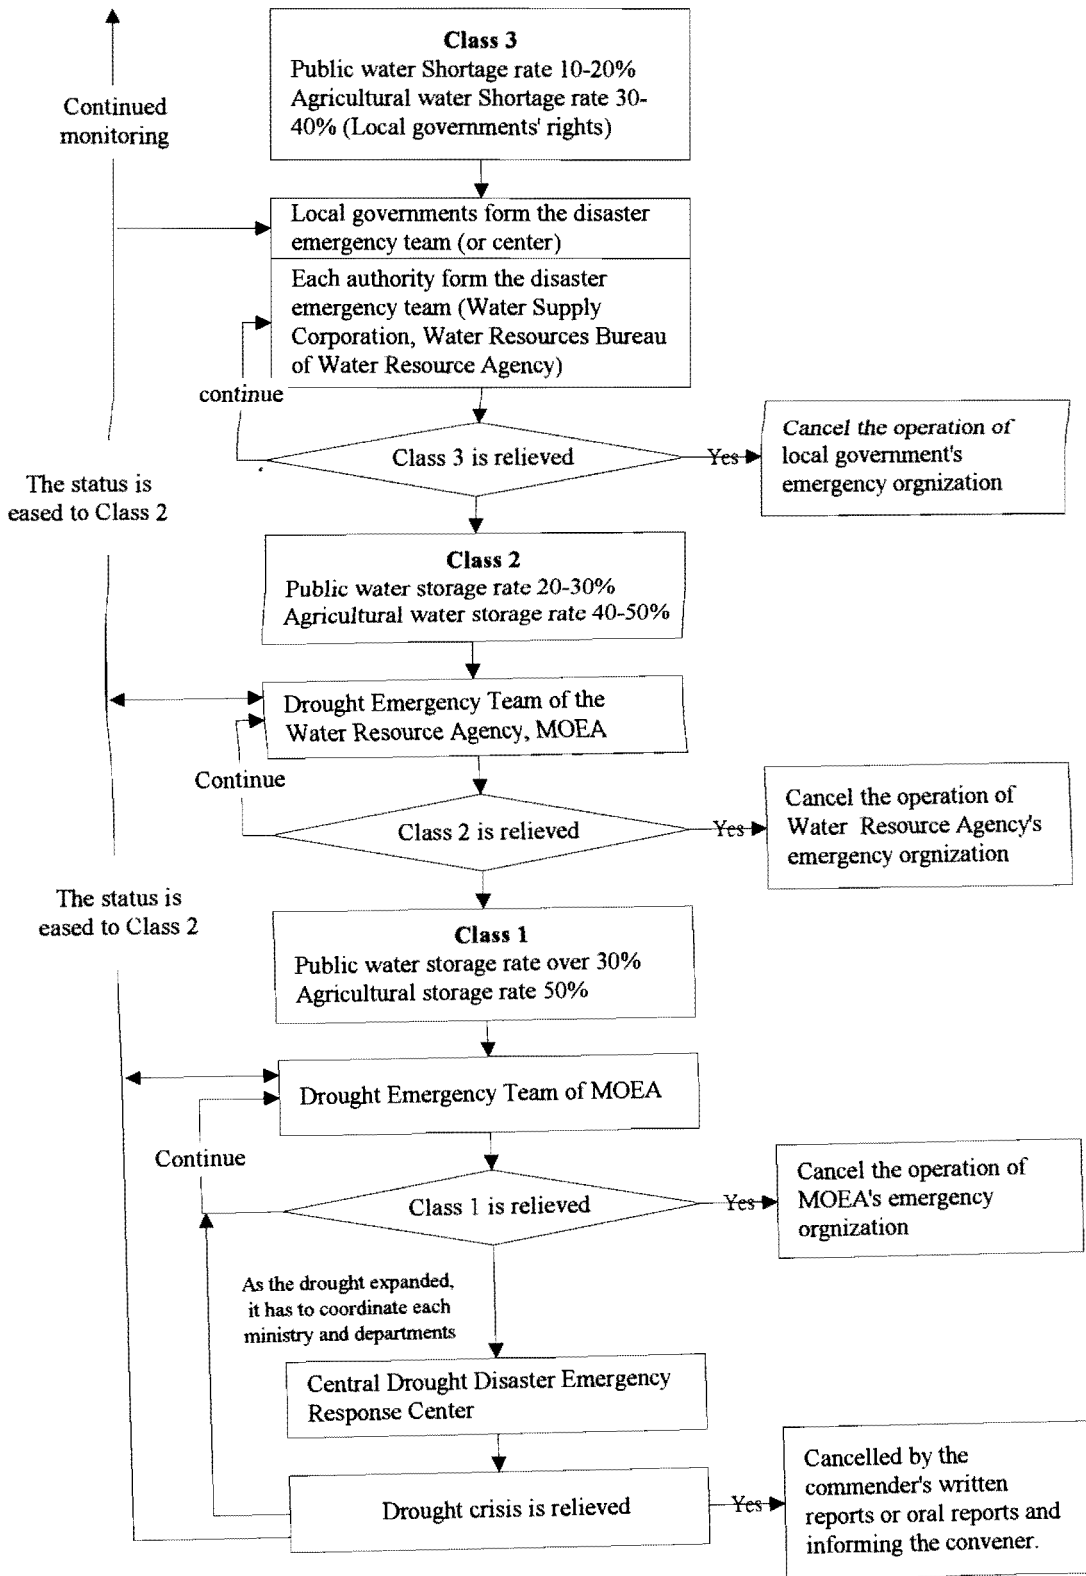 Class 3
Public water Shortage rate 10-20%
Agricultural water Shortage rate 30-
40% (Local governments' rights)
Continued
monitoring
Local governments form the disaster
emergency team (or center)
Each authority form the disaster
emergency team (Water Supply
Corporation, Water Resources Bureau
of Water Resource Agency)
continue
Class 3 is relieved
Yes
Cancel the operation of
local government's
emergency orgnization
The status is
eased to Class 2
Class 2
Public water storage rate 20-30%
Agricultural water storage rate 40-50%
Drought Emergency Team of the
Water Resource Agency, MOEA
Continue
Class 2 is relieved
Yes
Cancel the operation of
Water Resource Agency's
emergency orgnization
The status is
eased to Class 2
Class 1
Public water storage rate over 30%
Agricultural storage rate 50%
Drought Emergency Team of MOEA
Continue
Class 1 is relieved
Yes
Cancel the operation of
MOEA's emergency
orgnization
As the drought expanded,
it has to coordinate each
ministry and departments
Central Drought Disaster Emergency
Response Center
Drought crisis is relieved
Yes
Cancelled by the
commender's written
reports or oral reports and
informing the convener.